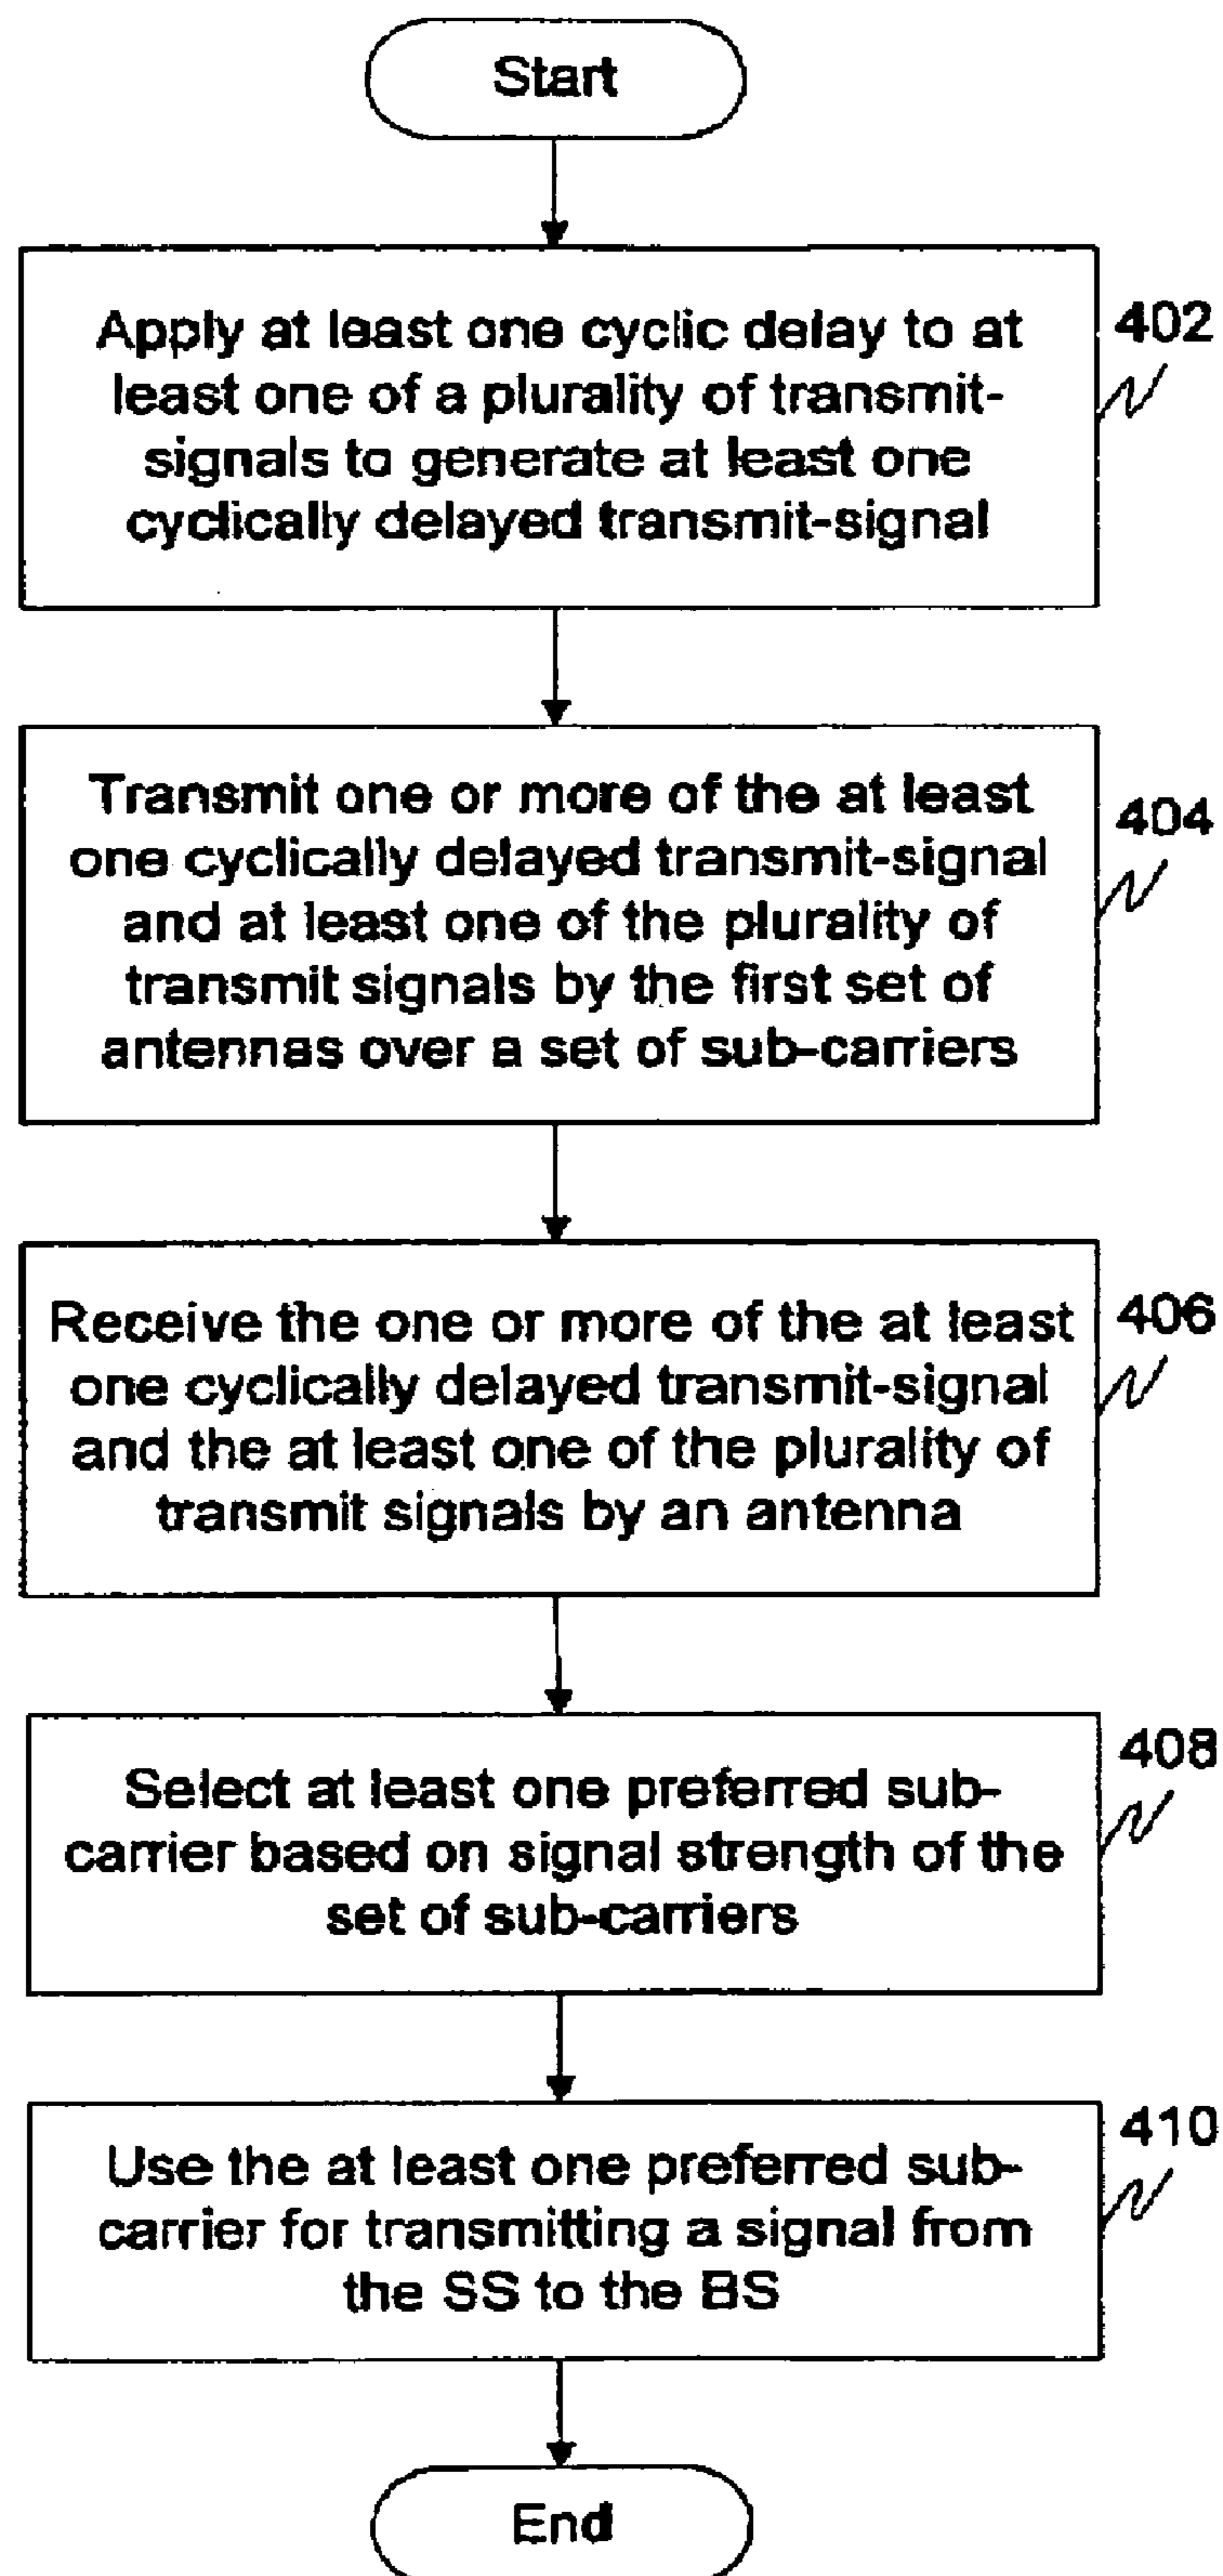 Start
Apply at least one cyclic delay to at
least one of a plurality of transmit-
signals to generate at least one
cyclically delayed transmit-signal
402
Transmit one or more of the at least
one cyclically delayed transmit-signal
and at least one of the plurality of
transmit signals by the first set of
antennas over a set of sub-carriers
404
Receive the one or more of the at least
one cyclically delayed transmit-signal
and the at least one of the plurality of
transmit signals by an antenna
406
Select at least one preferred sub-
carrier based on signal strength of the
set of sub-carriers
408
Use the at least one preferred sub-
carrier for transmitting a signal from
the SS to the BS
410
End